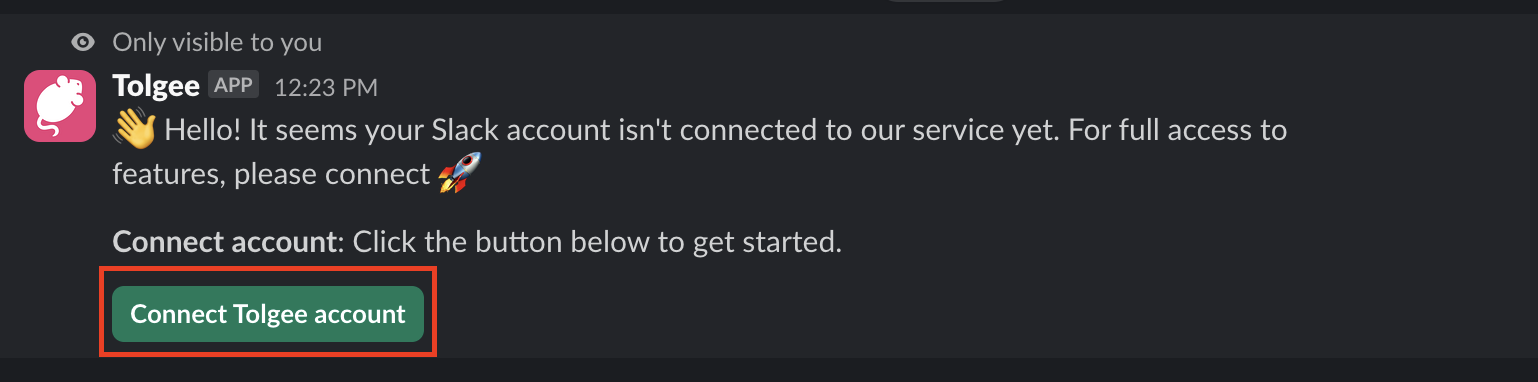 Only visible to you
Tolgee APP 12:23 PM
👋 Hello! It seems your Slack account isn't connected to our service yet. For full access to
features, please connect 🚀
Connect account: Click the button below to get started.
Connect Tolgee account